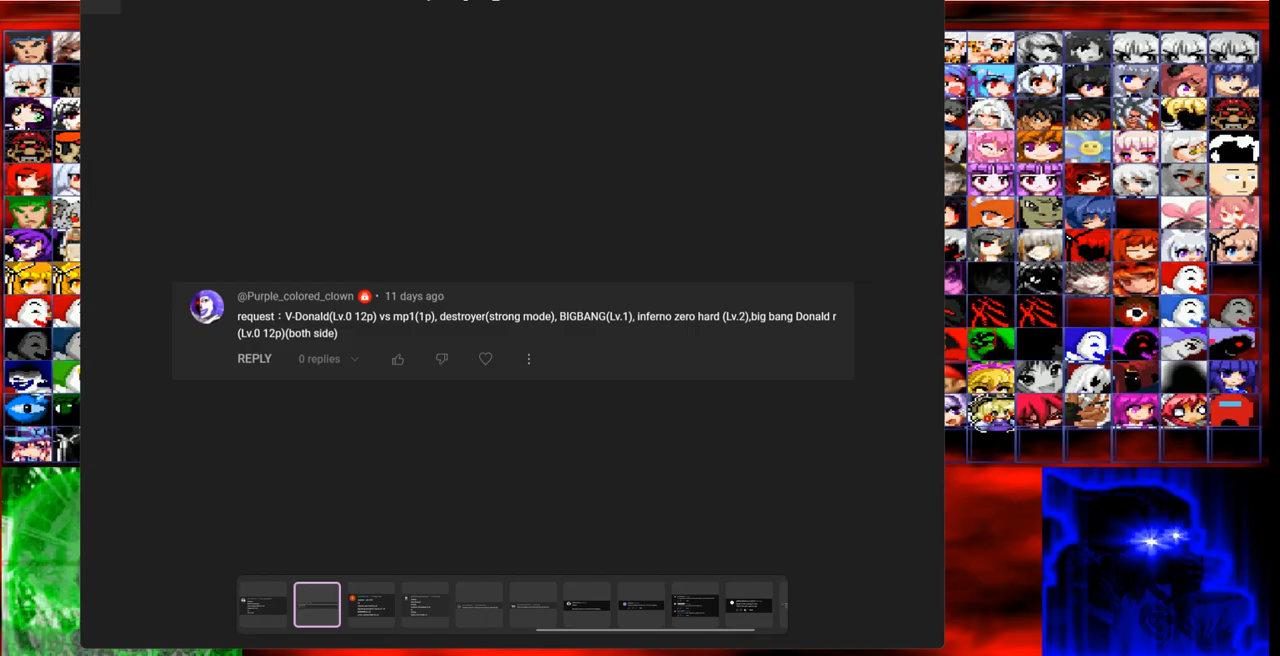 @Purple_colored_clown • 11 days ago
request : V-Donald(Lv.0 12p) vs mp1(1p), destroyer(strong mode), BIGBANG(Lv.1), inferno zero hard (Lv.2),big bang Donald r
(Lv.0 12p)(both side)
REPLY 0 replies